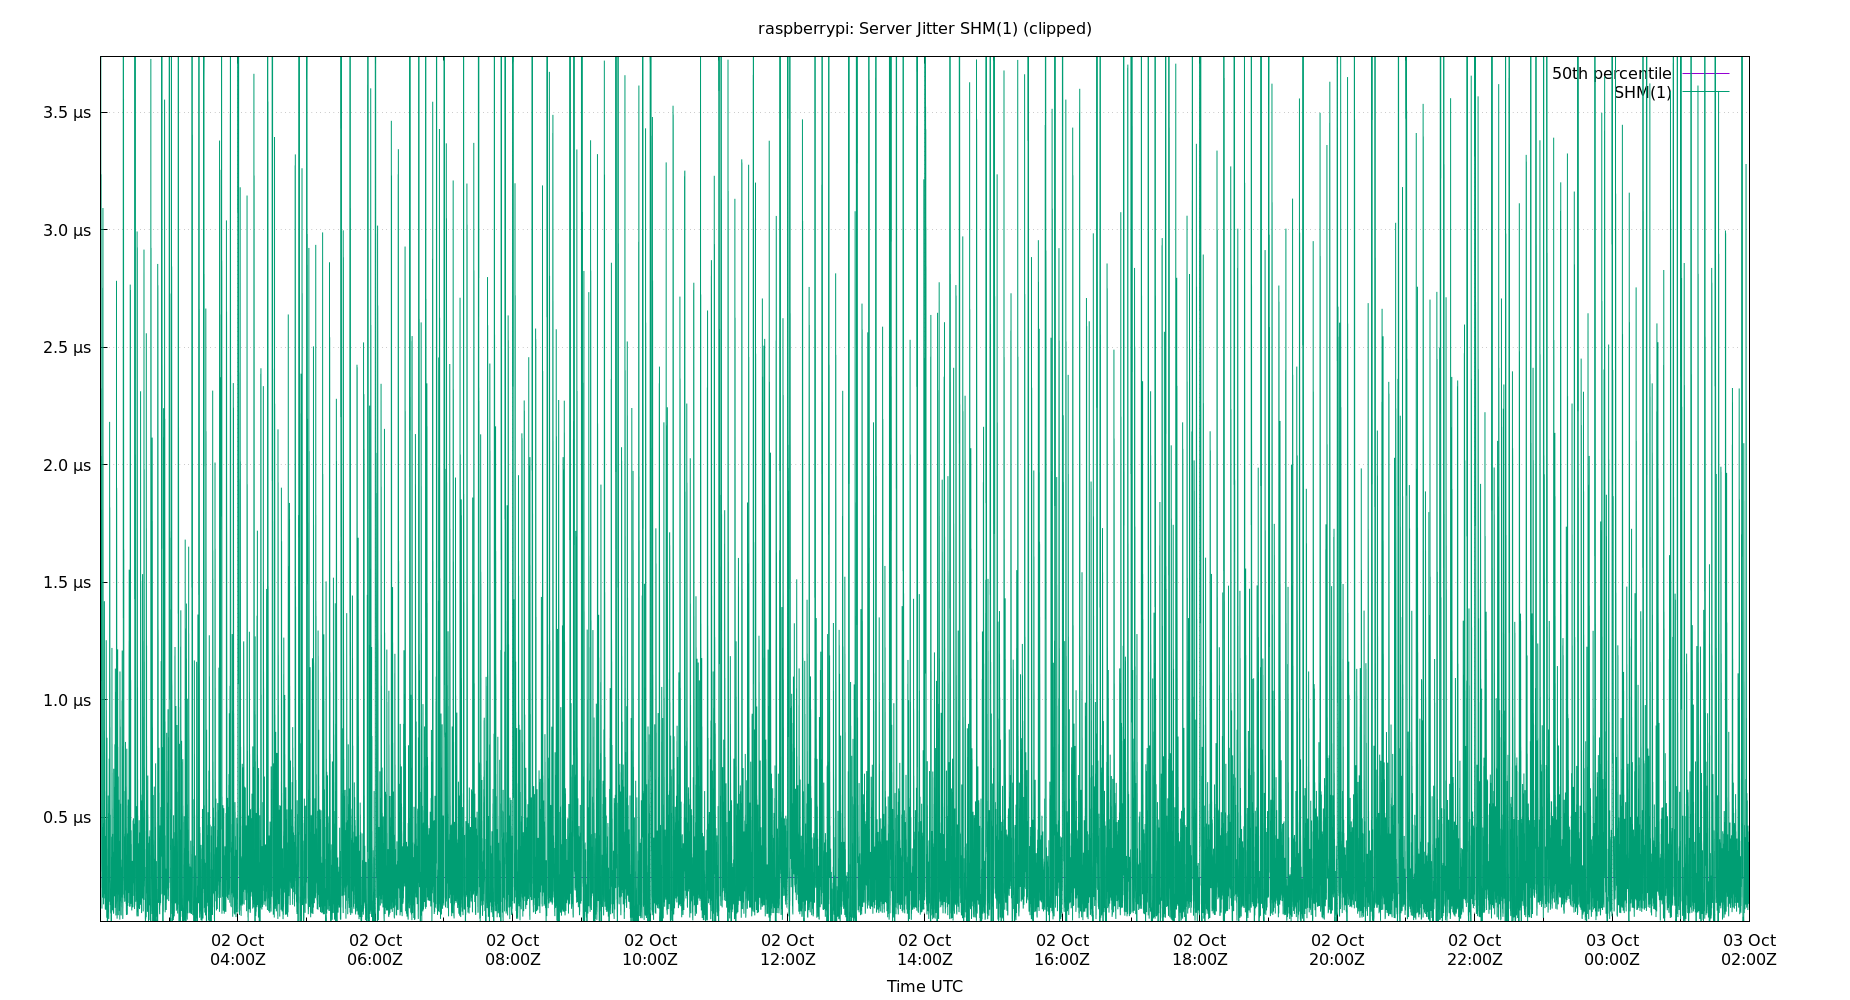 raspberrypi: Server Jitter SHM(1) (clipped)
50th percentile
SHM(1)
3.5 µs
3.0 µs
2.5 µs
2.0 µs
1.5 µs
1.0 µs
0.5 µs
02 Oct 02 Oct 02 Oct 02 Oct 02 Oct 02 Oct 02 Oct 02 Oct 02 Oct 02 Oct 03 Oct 03 Oct
04:00Z 06:00Z 08:00Z 10:00Z 12:00Z 14:00Z 16:00Z 18:00Z 20:00Z 22:00Z 00:00Z 02:00Z
Time UTC